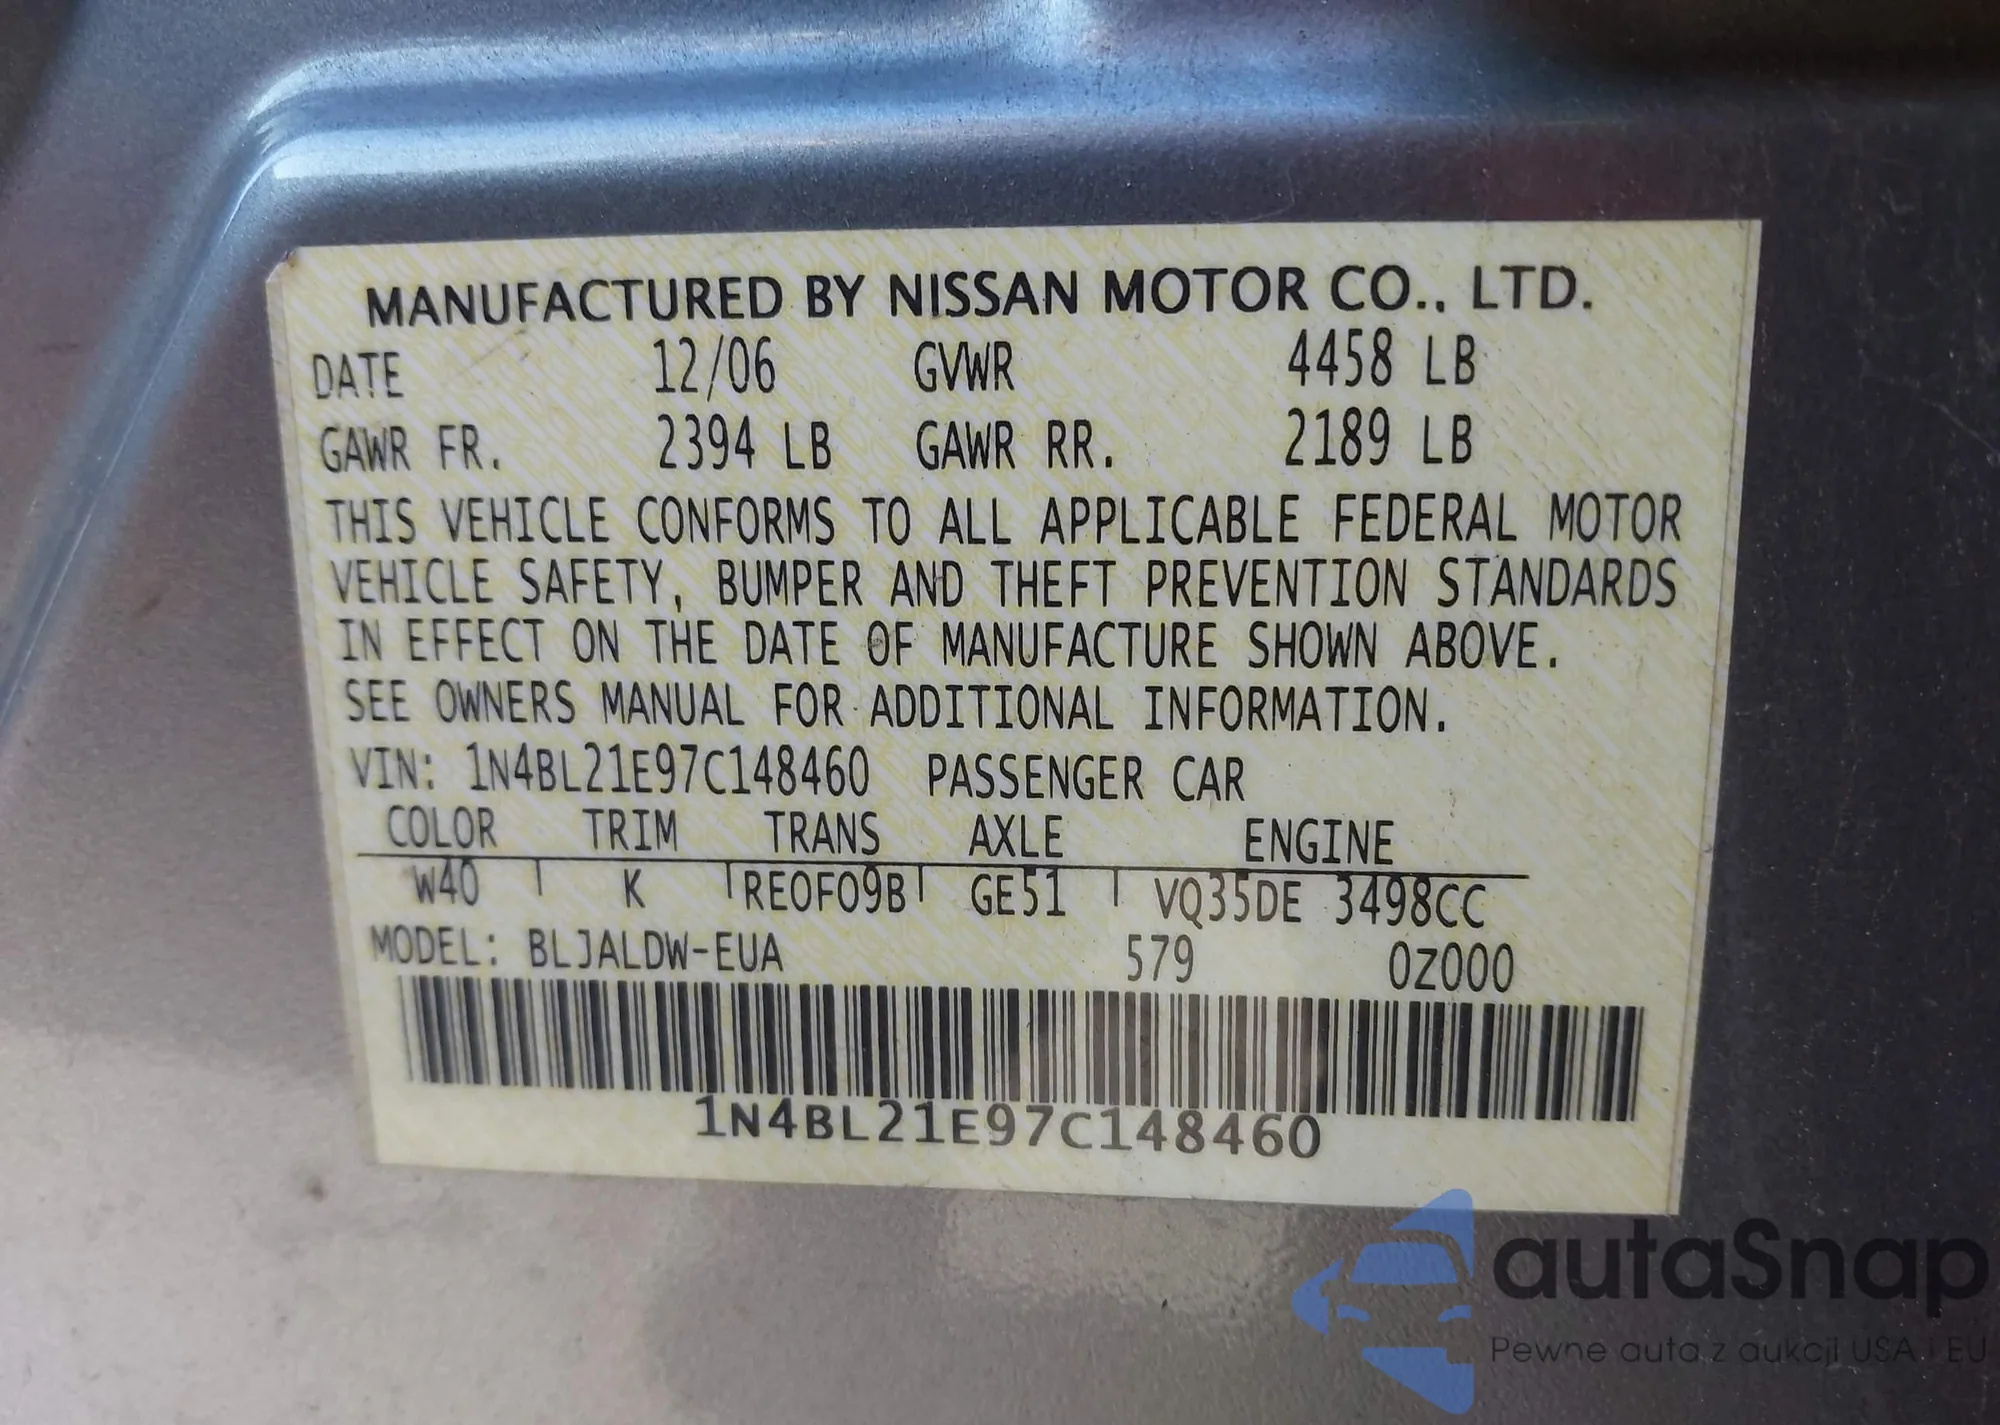 MANUFACTURED BY NISSAN MOTOR CO., LTD.
DATE 12/06 GVWR 4458 LB
GAWR FR. 2394 LB GAWR RR. 2189 LB
THIS VEHICLE CONFORMS TO ALL APPLICABLE FEDERAL MOTOR
VEHICLE SAFETY, BUMPER AND THEFT PREVENTION STANDARDS
IN EFFECT ON THE DATE OF MANUFACTURE SHOWN ABOVE.
SEE OWNERS MANUAL FOR ADDITIONAL INFORMATION.
VIN: 1N4BL21E97C148460 PASSENGER CAR
COLOR TRIM TRANS AXLE ENGINE
W40 K RE0F09B GE51 VQ35DE 3498CC
MODEL: BLJALDW-EUA 579 0Z000
1N4BL21E97C148460
autaSnap
Pewne auta z aukcji USA i EU